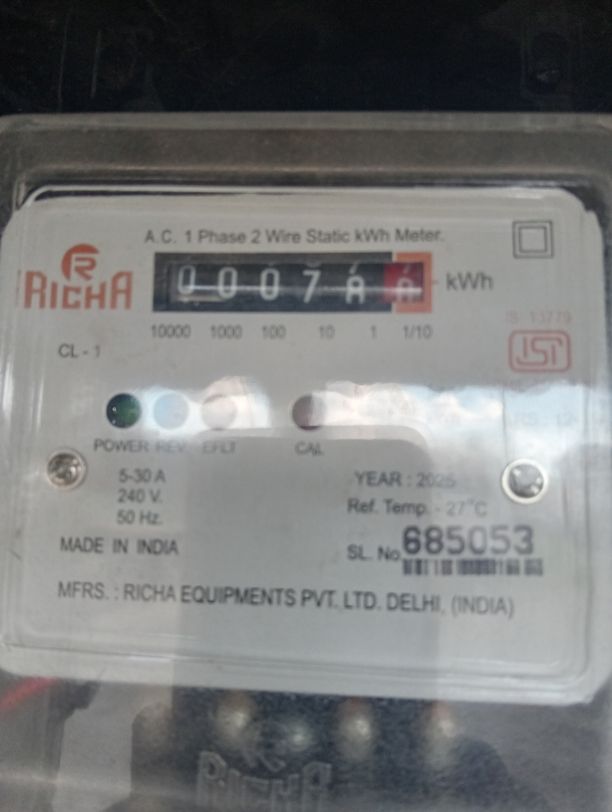 A.C. 1 Phase 2 Wire Static kWh Meter.
R
RICHA
0007
kWh
10000 1000 100 10 1 1/10
IS 13779
ISI
CL - 1
POWER REV EFLT CAL
5-30 A
240 V.
50 Hz.
YEAR : 2025
Ref. Temp. - 27°C
MADE IN INDIA
SL. No 685053
MFRS. : RICHA EQUIPMENTS PVT. LTD. DELHI, (INDIA)
RICHA